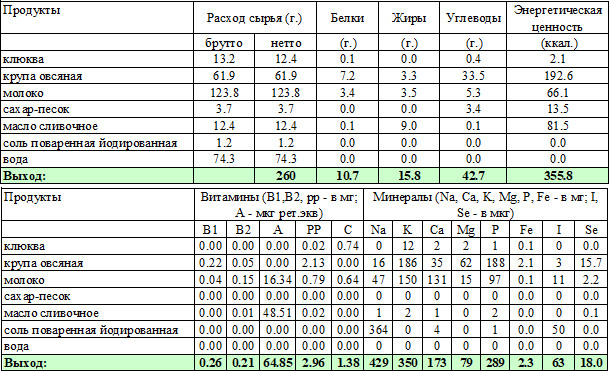 Продукты Расход сырья (г.) Белки Жиры Углеводы Энергетическая ценность
брутто нетто (г.) (г.) (г.) (ккал.)
клюква 13.2 12.4 0.1 0.0 0.4 2.1
крупа овсяная 61.9 61.9 7.2 3.3 33.5 192.6
молоко 123.8 123.8 3.4 3.5 5.3 66.1
сахар-песок 3.7 3.7 0.0 0.0 3.4 13.5
масло сливочное 12.4 12.4 0.1 9.0 0.1 81.5
соль поваренная йодированная 1.2 1.2 0.0 0.0 0.0 0.0
вода 74.3 74.3 0.0 0.0 0.0 0.0
Выход: 260 10.7 15.8 42.7 355.8
Продукты Витамины (B1,B2, pp - в мг; Минералы (Na, Ca, K, Mg, P, Fe - в мг; I,
A - мкг рет.экв) Se - в мкг)
B1 B2 A PP C Na K Ca Mg P Fe I Se
клюква 0.00 0.00 0.00 0.02 0.74 0 12 2 2 1 0.1 0 0.0
крупа овсяная 0.22 0.05 0.00 2.13 0.00 16 186 35 62 188 2.1 3 15.7
молоко 0.04 0.15 16.34 0.79 0.64 47 150 131 15 97 0.1 11 2.2
сахар-песок 0.00 0.00 0.00 0.00 0.00 0 0 0 0 0 0.0 0 0.0
масло сливочное 0.00 0.01 48.51 0.02 0.00 1 2 1 0 2 0.0 0 0.1
соль поваренная йодированная 0.00 0.00 0.00 0.00 0.00 364 0 4 0 1 0.0 50 0.0
вода 0.00 0.00 0.00 0.00 0.00 0 0 0 0 0 0.0 0 0.0
Выход: 0.26 0.21 64.85 2.96 1.38 429 350 173 79 289 2.3 63 18.0